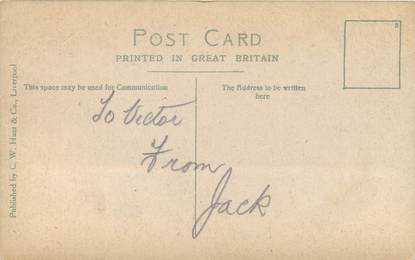 POST CARD
PRINTED IN GREAT BRITAIN
This space may be used for Communication
The Address to be written
here
To Victor
From
Jack
Published by C. W. Hunt & Co., Liverpool